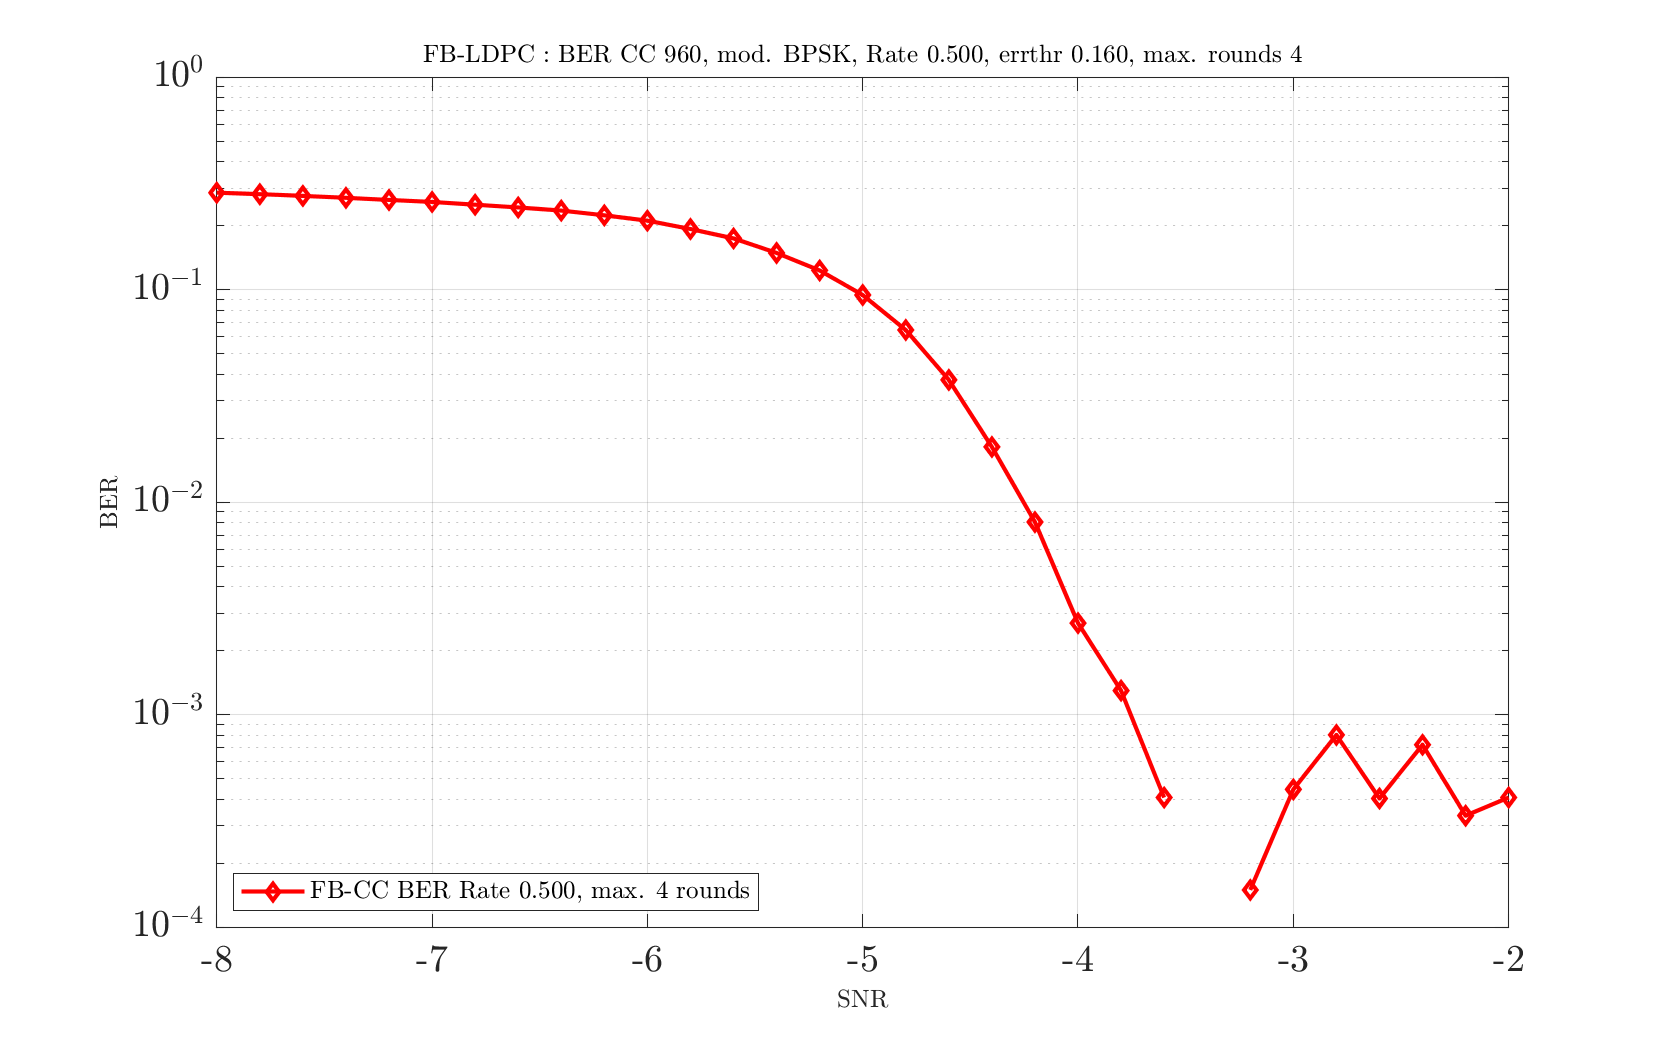 FB-LDPC : BER CC 960, mod. BPSK, Rate 0.500, errthr 0.160, max. rounds 4
10^0
10^{-1}
10^{-2}
10^{-3}
10^{-4}
BER
FB-CC BER Rate 0.500, max. 4 rounds
-8 -7 -6 -5 -4 -3 -2
SNR